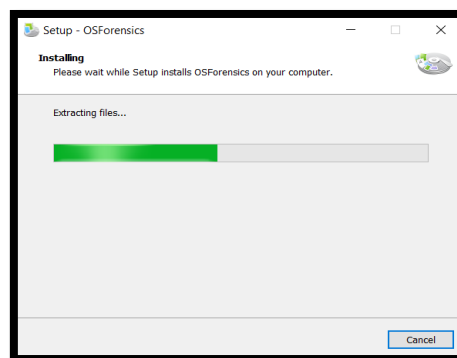 Setup - OSForensics
Installing
Please wait while Setup installs OSForensics on your computer.
Extracting files...
Cancel